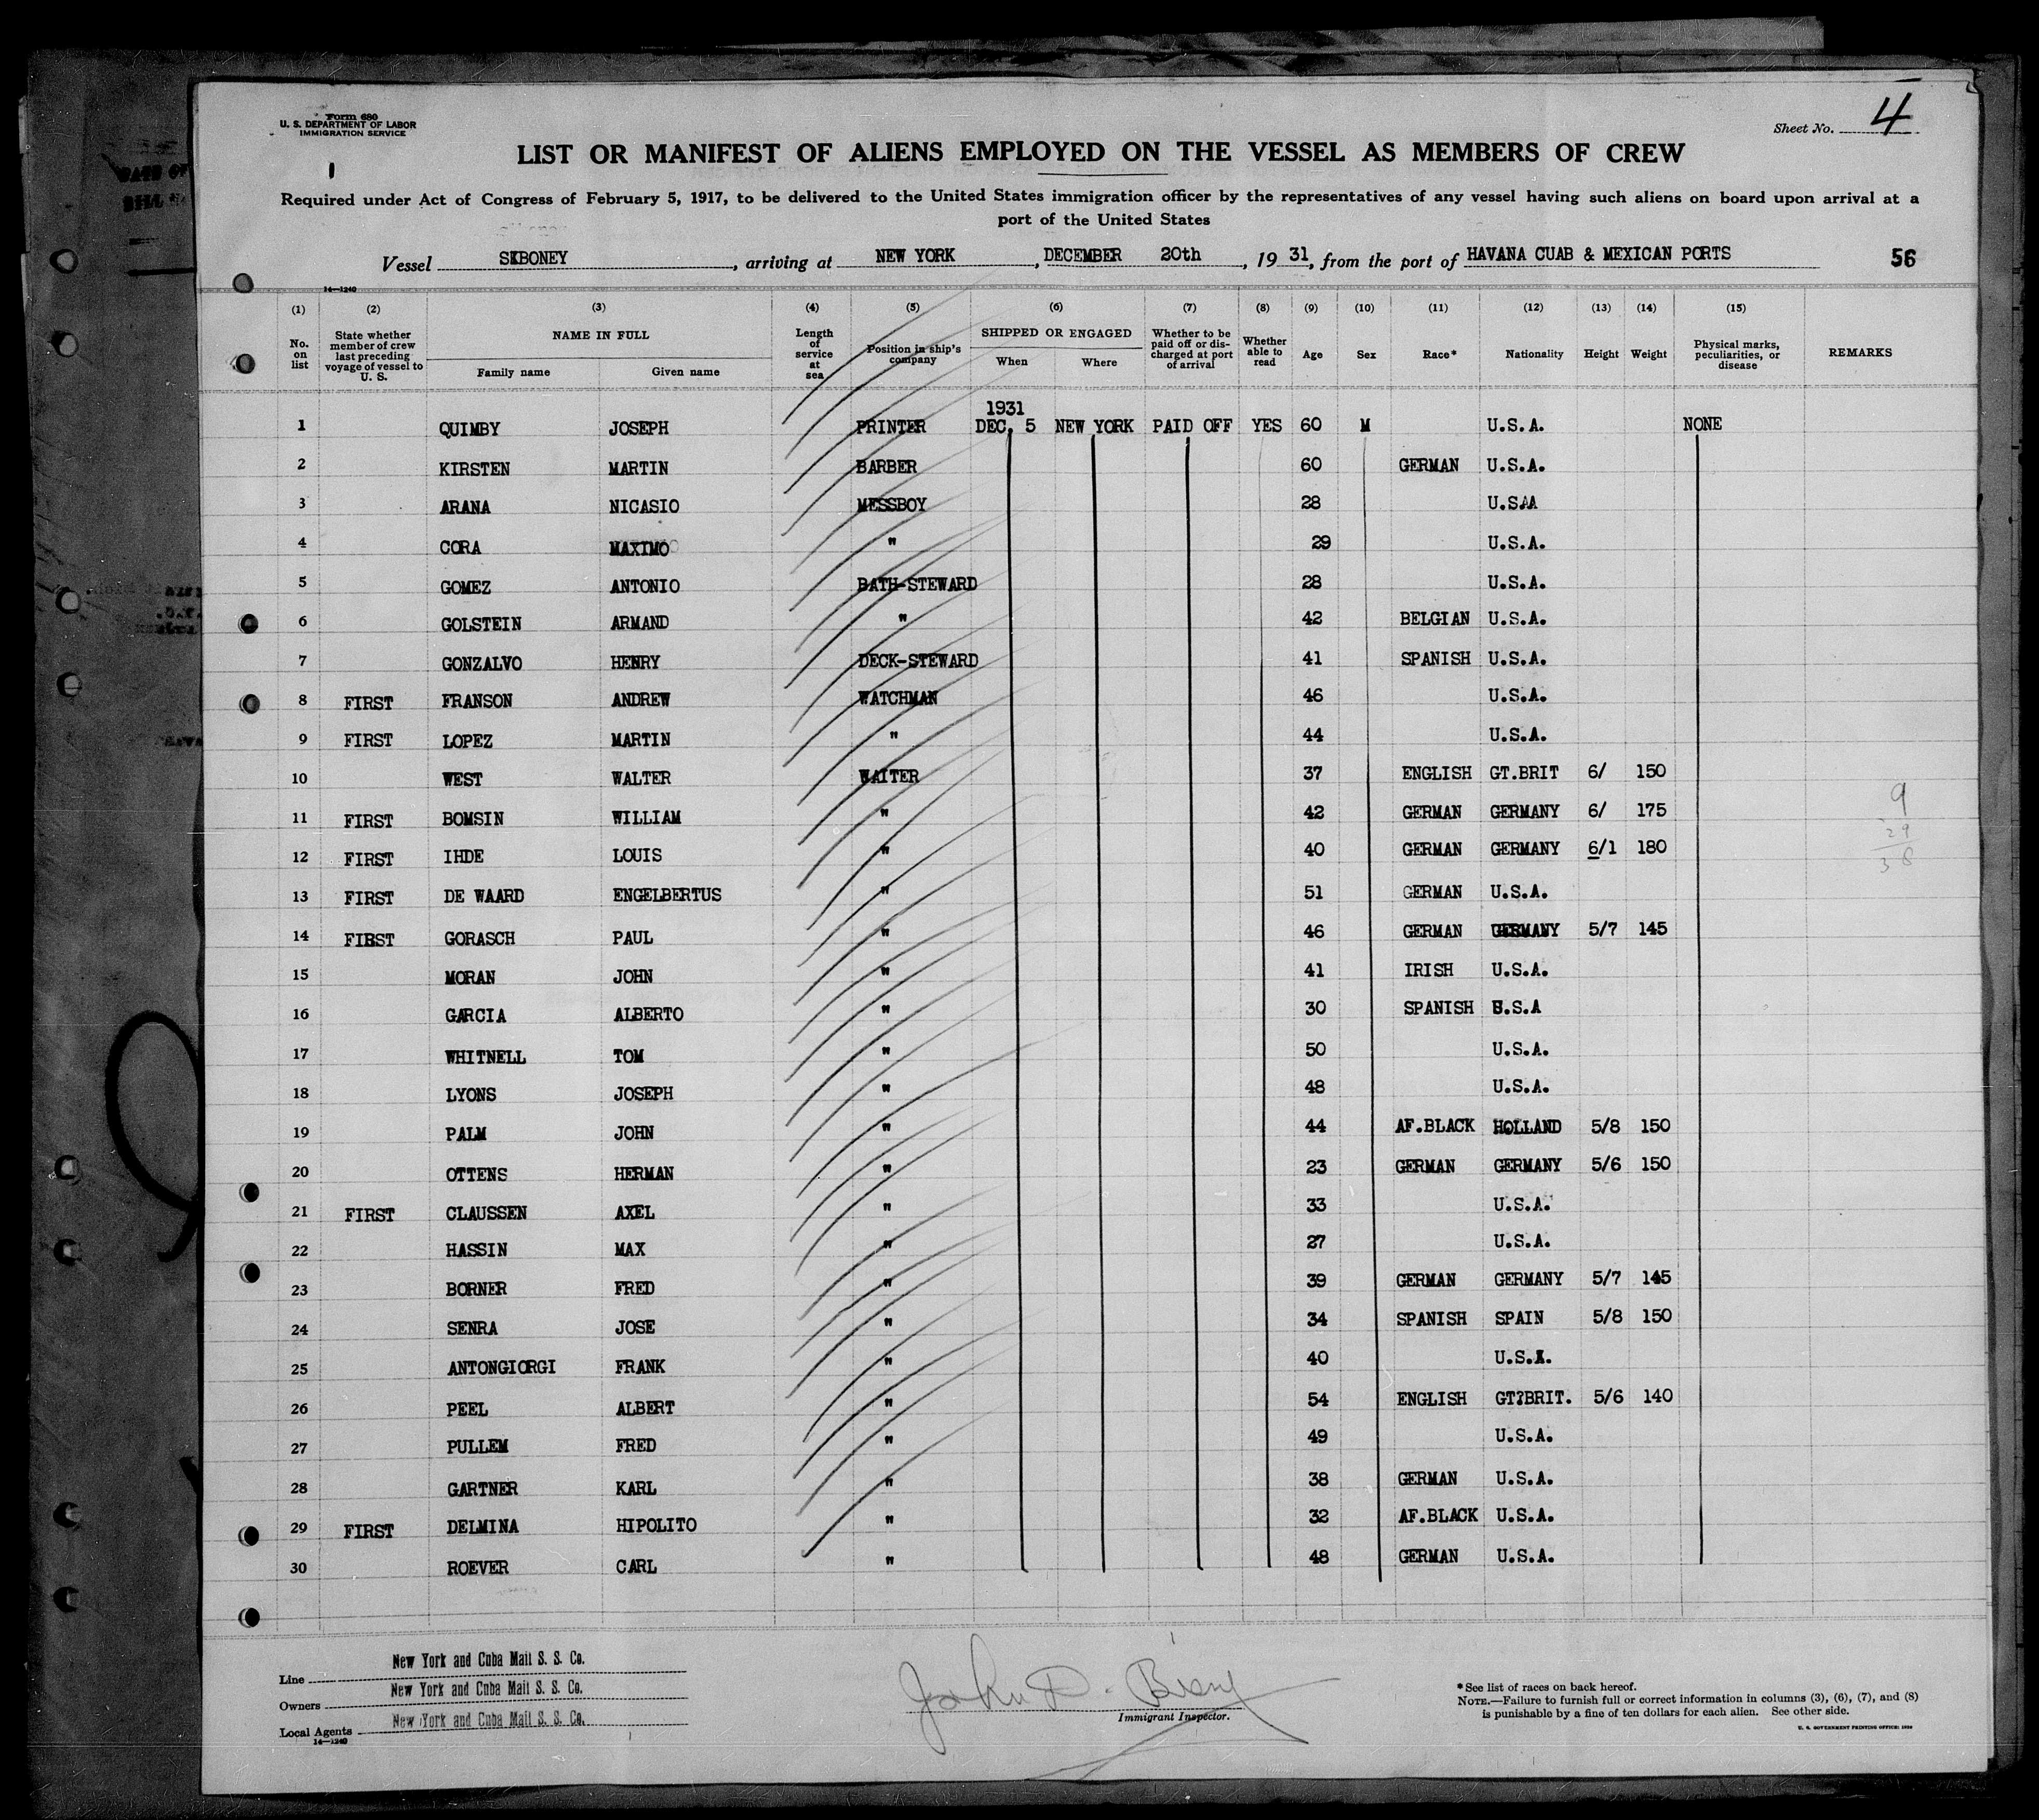 Form 680
U. S. DEPARTMENT OF LABOR
IMMIGRATION SERVICE
Sheet No. 4
LIST OR MANIFEST OF ALIENS EMPLOYED ON THE VESSEL AS MEMBERS OF CREW
Required under Act of Congress of February 5, 1917, to be delivered to the United States immigration officer by the representatives of any vessel having such aliens on board upon arrival at a
port of the United States
Vessel SIBONEY, arriving at NEW YORK, DECEMBER 20th, 1931, from the port of HAVANA CUAB & MEXICAN PORTS 56
14—1240
(1) (2) (3) (4) (5) (6) (7) (8) (9) (10) (11) (12) (13) (14) (15)
No. on list State whether member of crew last preceding voyage of vessel to U. S. NAME IN FULL Family name Given name Length of service at sea Position in ship's company SHIPPED OR ENGAGED When Where Whether to be paid off or discharged at port of arrival Whether able to read Age Sex Race* Nationality Height Weight Physical marks, peculiarities, or disease REMARKS
1931
1 QUIMBY JOSEPH PRINTER DEC. 5 NEW YORK PAID OFF YES 60 M U.S.A. NONE
2 KIRSTEN MARTIN BARBER 60 GERMAN U.S.A.
3 ARANA NICASIO MESSBOY 28 U.SAA
4 CORA MAXIMO " 29 U.S.A.
5 GOMEZ ANTONIO BATH-STEWARD 28 U.S.A.
6 GOLSTEIN ARMAND " 42 BELGIAN U.S.A.
7 GONZALVO HENRY DECK-STEWARD 41 SPANISH U.S.A.
8 FIRST FRANSON ANDREW WATCHMAN 46 U.S.A.
9 FIRST LOPEZ MARTIN " 44 U.S.A.
10 WEST WALTER WAITER 37 ENGLISH GT.BRIT 6/ 150
11 FIRST BOMSIN WILLIAM " 42 GERMAN GERMANY 6/ 175
12 FIRST IHDE LOUIS " 40 GERMAN GERMANY 6/1 180
13 FIRST DE WAARD ENGELBERTUS " 51 GERMAN U.S.A.
14 FIRST GORASCH PAUL " 46 GERMAN GERMANY 5/7 145
15 MORAN JOHN " 41 IRISH U.S.A.
16 GARCIA ALBERTO " 30 SPANISH U.S.A
17 WHITNELL TOM " 50 U.S.A.
18 LYONS JOSEPH " 48 U.S.A.
19 PALM JOHN " 44 AF.BLACK HOLLAND 5/8 150
20 OTTENS HERMAN " 23 GERMAN GERMANY 5/6 150
21 FIRST CLAUSSEN AXEL " 33 U.S.A.
22 HASSIN MAX " 27 U.S.A.
23 BORNER FRED " 39 GERMAN GERMANY 5/7 145
24 SENRA JOSE " 34 SPANISH SPAIN 5/8 150
25 ANTONGIORGI FRANK " 40 U.S.A.
26 PEEL ALBERT " 54 ENGLISH GT?BRIT. 5/6 140
27 PULLEM FRED " 49 U.S.A.
28 GARTNER KARL " 38 GERMAN U.S.A.
29 FIRST DELMINA HIPOLITO " 32 AF.BLACK U.S.A.
30 ROEVER CARL " 48 GERMAN U.S.A.
9
29
38
Line New York and Cuba Mail S. S. Co.
Owners New York and Cuba Mail S. S. Co.
Local Agents New York and Cuba Mail S. S. Co.
14—1240
John D.
Immigrant Inspector.
*See list of races on back hereof.
NOTE.—Failure to furnish full or correct information in columns (3), (6), (7), and (8)
is punishable by a fine of ten dollars for each alien. See other side.
U. S. GOVERNMENT PRINTING OFFICE: 1930